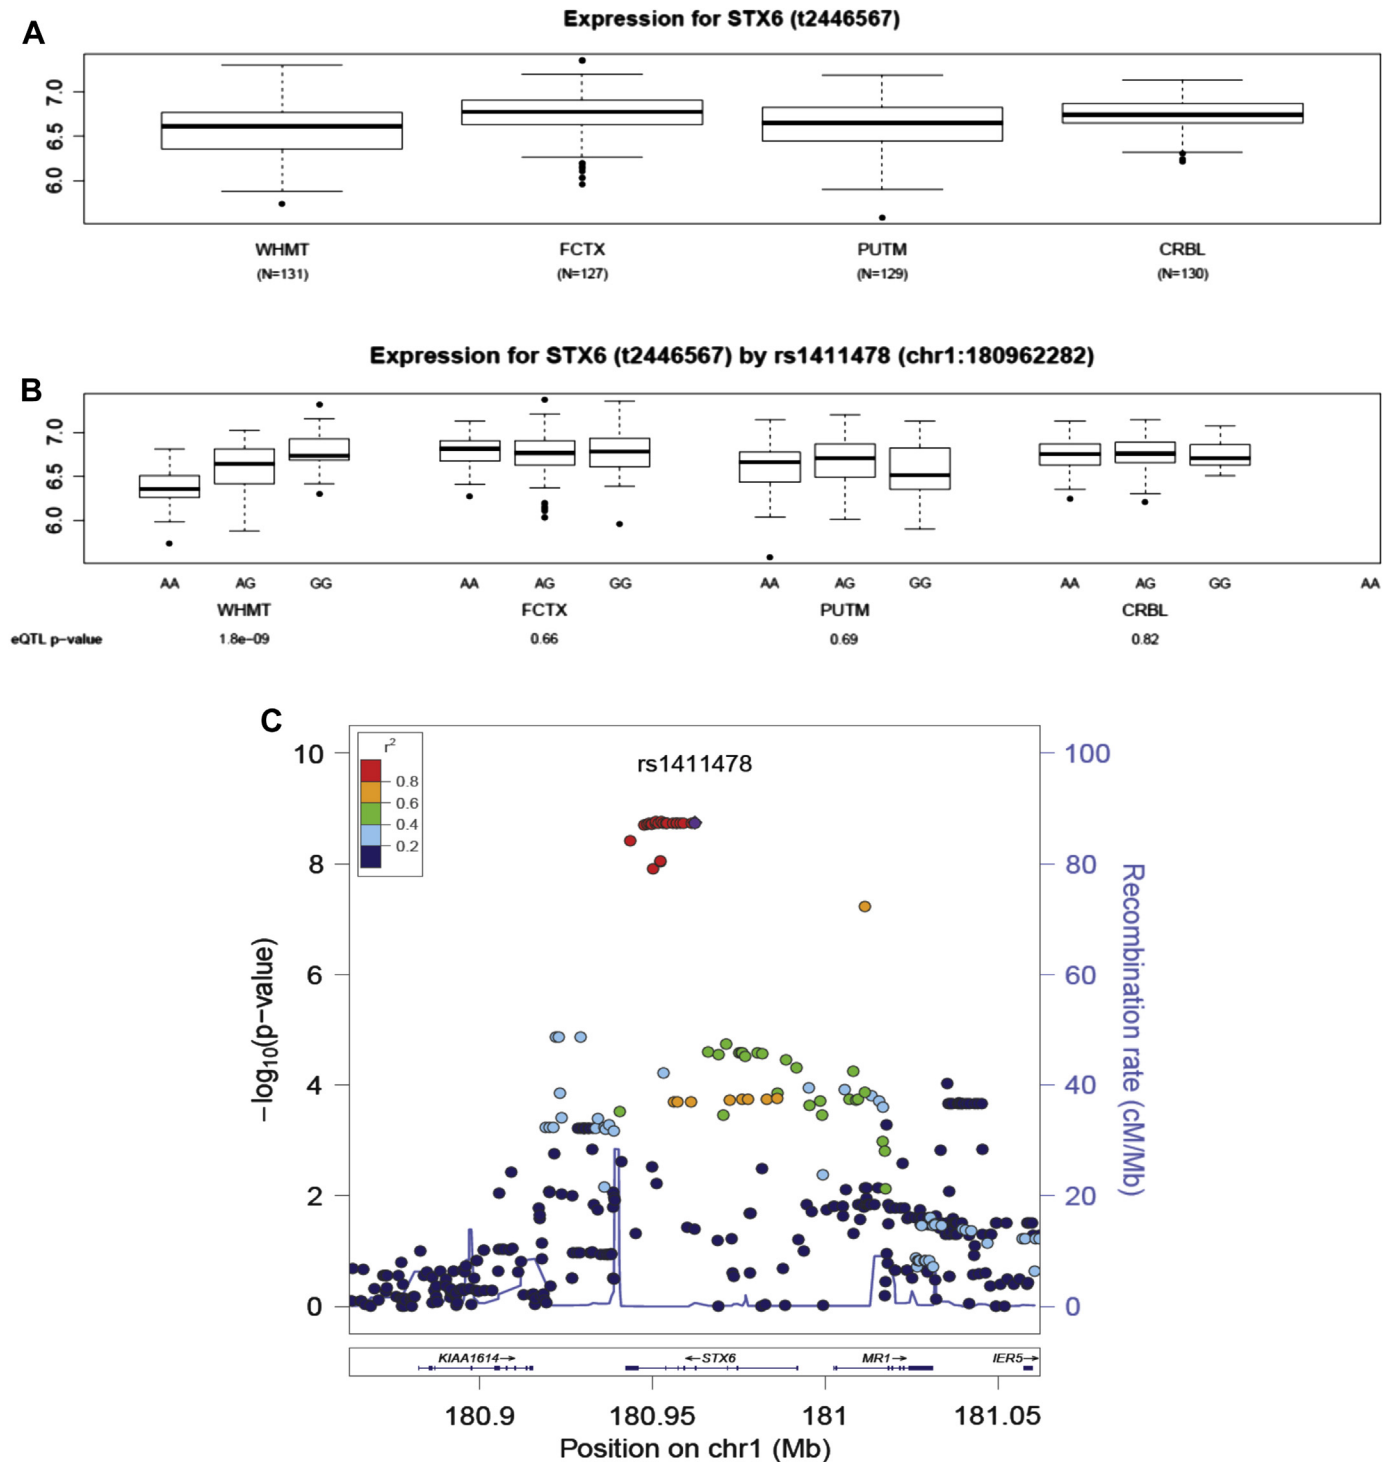 A
Expression for STX6 (t2446567)
7.0
6.5
6.0
WHMT
FCTX
PUTM
CRBL
(N=131)
(N=127)
(N=129)
(N=130)
B
Expression for STX6 (t2446567) by rs1411478 (chr1:180962282)
7.0
6.5
6.0
AA AG GG AA AG GG AA AG GG AA AG GG AA
WHMT FCTX PUTM CRBL
eQTL p-value 1.8e-09 0.66 0.69 0.82
C
r²
0.8
0.6
0.4
0.2
rs1411478
10
8
6
4
2
0
−log₁₀(p−value)
100
80
60
40
20
0
Recombination rate (cM/Mb)
KIAA1614→
←STX6
MR1→
IER5→
180.9 180.95 181 181.05
Position on chr1 (Mb)